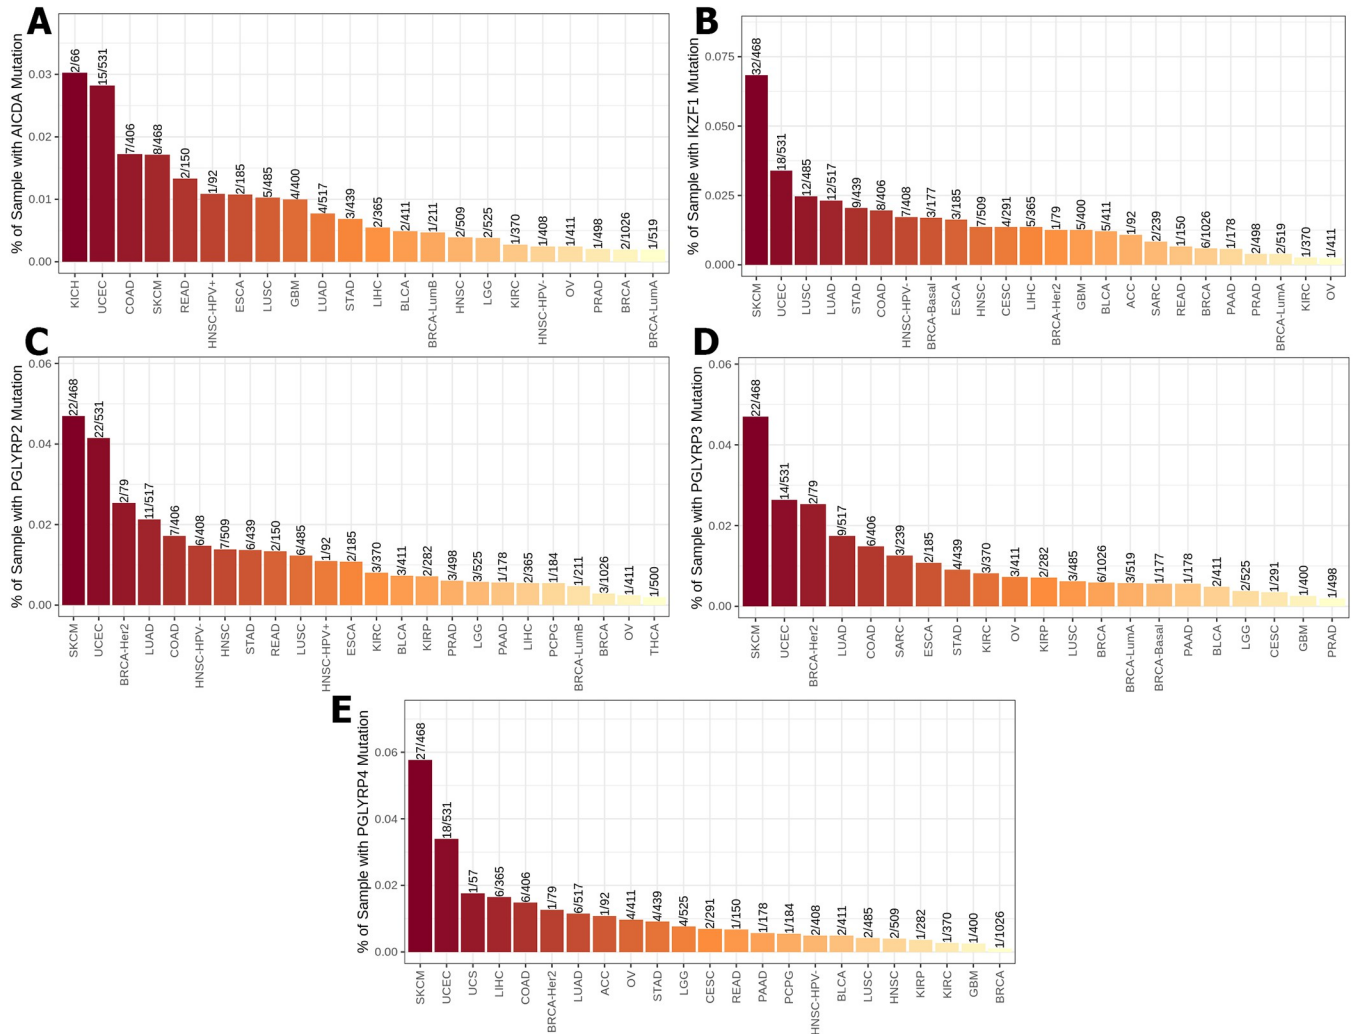 A
% of Sample with AICDA Mutation
0.03
0.02
0.01
0.00
2/66
15/531
7/406
8/468
2/150
1/92
2/185
5/485
4/400
4/517
3/439
2/365
2/411
1/211
2/509
2/525
1/370
1/408
1/411
1/498
2/1026
1/519
KICH
UCEC
COAD
SKCM
READ
HNSC-HPV+
ESCA
LUSC
GBM
LUAD
STAD
LIHC
BLCA
BRCA-LumB
HNSC
LGG
KIRC
HNSC-HPV-
OV
PRAD
BRCA
BRCA-LumA
B
% of Sample with IKZF1 Mutation
0.075
0.050
0.025
0.000
32/468
18/531
12/485
12/517
9/439
8/406
7/408
3/177
3/185
7/509
4/291
5/365
1/79
5/400
5/411
1/92
2/239
1/150
6/1026
1/178
2/498
2/519
1/370
1/411
SKCM
UCEC
LUSC
LUAD
STAD
COAD
HNSC-HPV-
BRCA-Basal
ESCA
HNSC
CESC
LIHC
BRCA-Her2
GBM
BLCA
ACC
SARC
READ
BRCA
PAAD
PRAD
BRCA-LumA
KIRC
OV
C
% of Sample with PGLYRP2 Mutation
0.06
0.04
0.02
0.00
22/468
22/531
2/79
11/517
7/406
6/408
7/509
6/439
2/150
6/485
1/92
2/185
3/370
3/411
2/282
3/498
3/525
1/178
2/365
1/184
1/211
3/1026
1/411
1/500
SKCM
UCEC
BRCA-Her2
LUAD
COAD
HNSC-HPV-
HNSC
STAD
READ
LUSC
HNSC-HPV+
ESCA
KIRC
BLCA
KIRP
PRAD
LGG
PAAD
LIHC
PCPG
BRCA-LumB
BRCA
OV
THCA
D
% of Sample with PGLYRP3 Mutation
0.06
0.04
0.02
0.00
22/468
14/531
2/79
9/517
6/406
3/239
2/185
4/439
3/370
3/411
2/282
3/485
6/1026
3/519
1/177
1/178
2/411
2/525
1/291
1/400
1/498
SKCM
UCEC
BRCA-Her2
LUAD
COAD
SARC
ESCA
STAD
KIRC
OV
KIRP
LUSC
BRCA
BRCA-LumA
BRCA-Basal
PAAD
BLCA
LGG
CESC
GBM
PRAD
E
% of Sample with PGLYRP4 Mutation
0.06
0.04
0.02
0.00
27/468
18/531
1/57
6/365
6/406
1/79
6/517
1/92
4/411
4/439
4/525
2/291
1/150
1/178
1/184
2/408
2/411
2/485
2/509
1/282
1/370
1/400
1/1026
SKCM
UCEC
UCS
LIHC
COAD
BRCA-Her2
LUAD
ACC
OV
STAD
LGG
CESC
READ
PAAD
PCPG
HNSC-HPV-
BLCA
LUSC
HNSC
KIRP
KIRC
GBM
BRCA